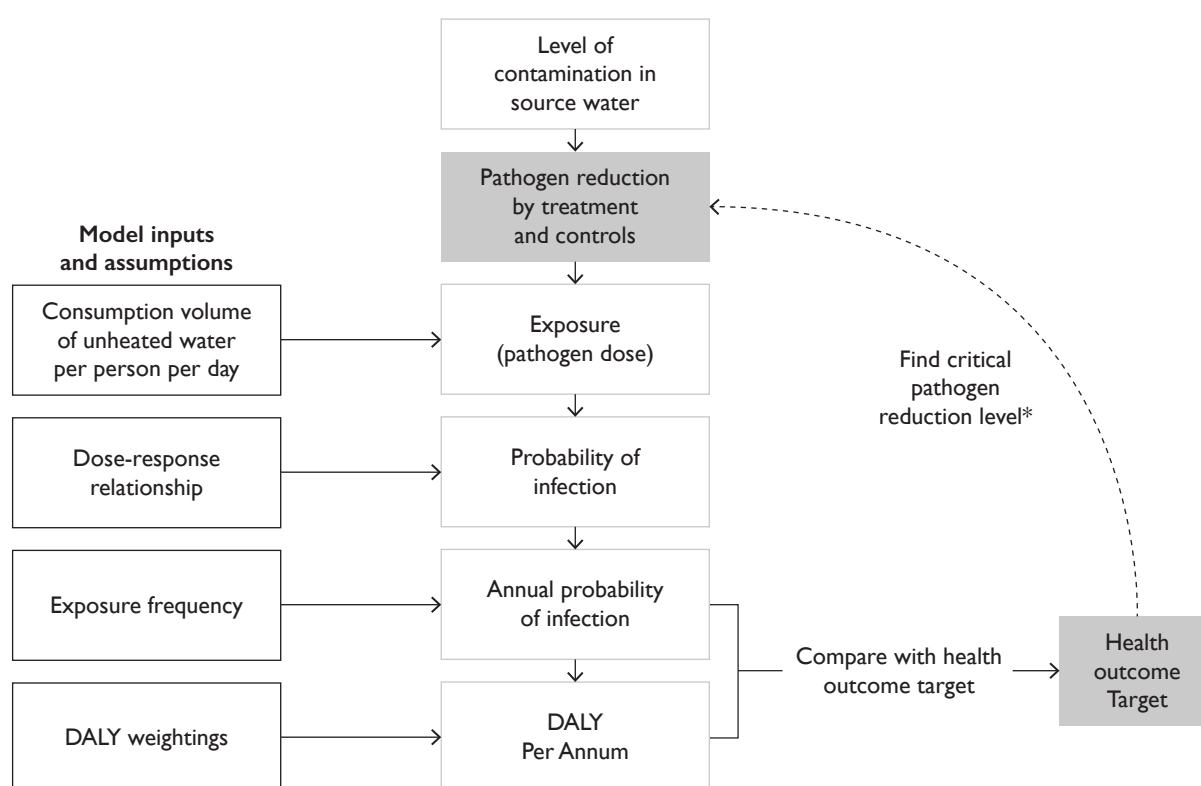 Level of
contamination in
source water
Pathogen reduction
by treatment
and controls
Model inputs
and assumptions
Consumption volume
of unheated water
per person per day
Exposure
(pathogen dose)
Find critical
pathogen
reduction level*
Dose-response
relationship
Probability of
infection
Exposure frequency
Annual probability
of infection
Compare with health
outcome target
Health
outcome
Target
DALY weightings
DALY
Per Annum